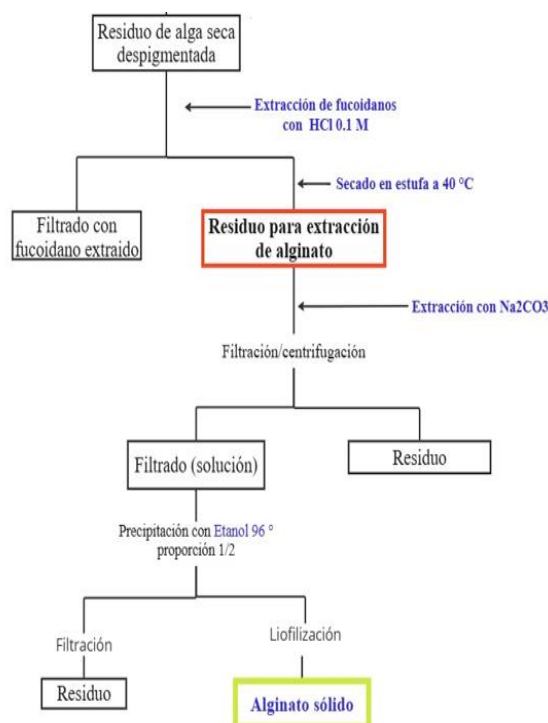 Residuo de alga seca
despigmentada
Extracción de fucoidanos
con HCl 0.1 M
Secado en estufa a 40 °C
Filtrado con
fucoidano extraido
Residuo para extracción
de alginato
Extracción con Na2CO3
Filtración/centrifugación
Filtrado (solución)
Residuo
Precipitación con Etanol 96 °
proporción 1/2
Filtración
Liofilización
Residuo
Alginato sólido